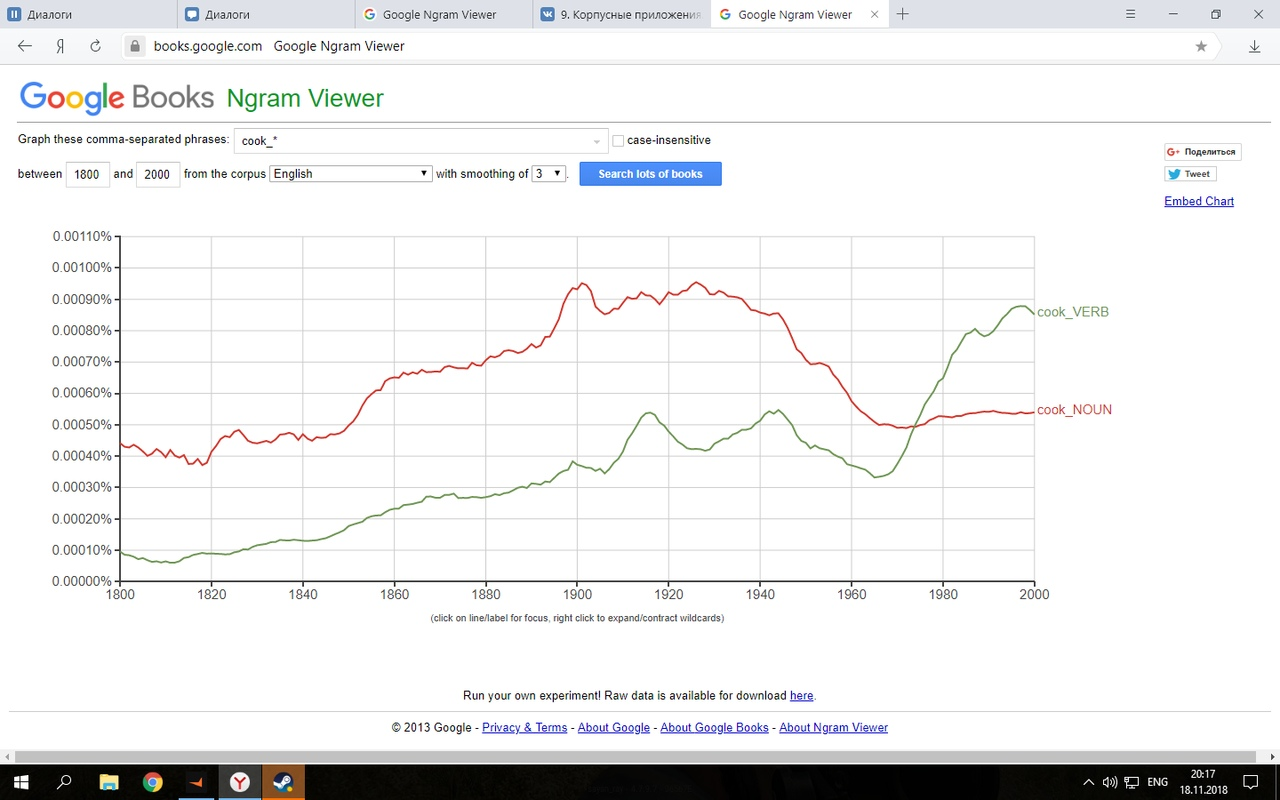 Диалоги Диалоги Google Ngram Viewer 9. Корпусные приложения Google Ngram Viewer
books.google.com Google Ngram Viewer
Google Books Ngram Viewer
Graph these comma-separated phrases: cook_* case-insensitive
between 1800 and 2000 from the corpus English with smoothing of 3 . Search lots of books
Поделиться
Tweet
Embed Chart
0.00110%
0.00100%
0.00090%
0.00080%
0.00070%
0.00060%
0.00050%
0.00040%
0.00030%
0.00020%
0.00010%
0.00000%
cook_VERB
cook_NOUN
1800 1820 1840 1860 1880 1900 1920 1940 1960 1980 2000
(click on line/label for focus, right click to expand/contract wildcards)
Run your own experiment! Raw data is available for download here.
© 2013 Google - Privacy & Terms - About Google - About Google Books - About Ngram Viewer
ENG 20:17
18.11.2018